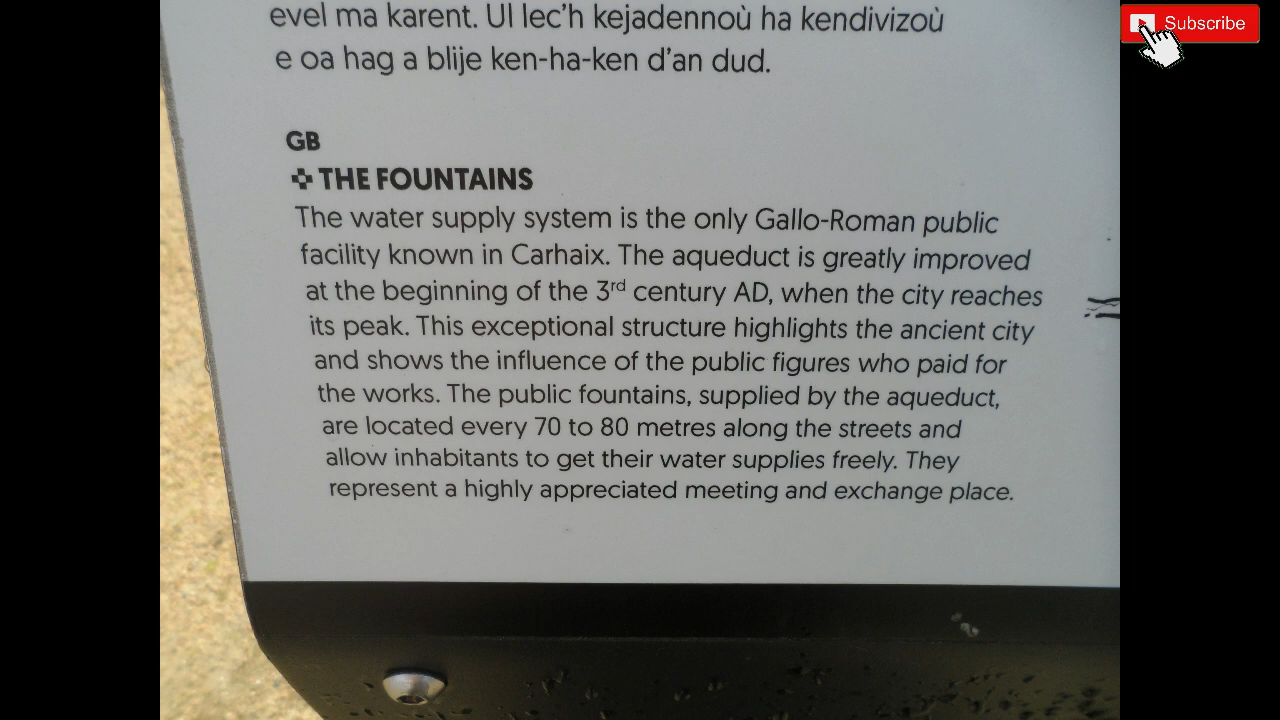 evel ma karent. Ul lec'h kejadennoù ha kendivizoù
e oa hag a blije ken-ha-ken d'an dud.
GB
THE FOUNTAINS
The water supply system is the only Gallo-Roman public
facility known in Carhaix. The aqueduct is greatly improved
at the beginning of the 3rd century AD, when the city reaches
its peak. This exceptional structure highlights the ancient city
and shows the influence of the public figures who paid for
the works. The public fountains, supplied by the aqueduct,
are located every 70 to 80 metres along the streets and
allow inhabitants to get their water supplies freely. They
represent a highly appreciated meeting and exchange place.
Subscribe